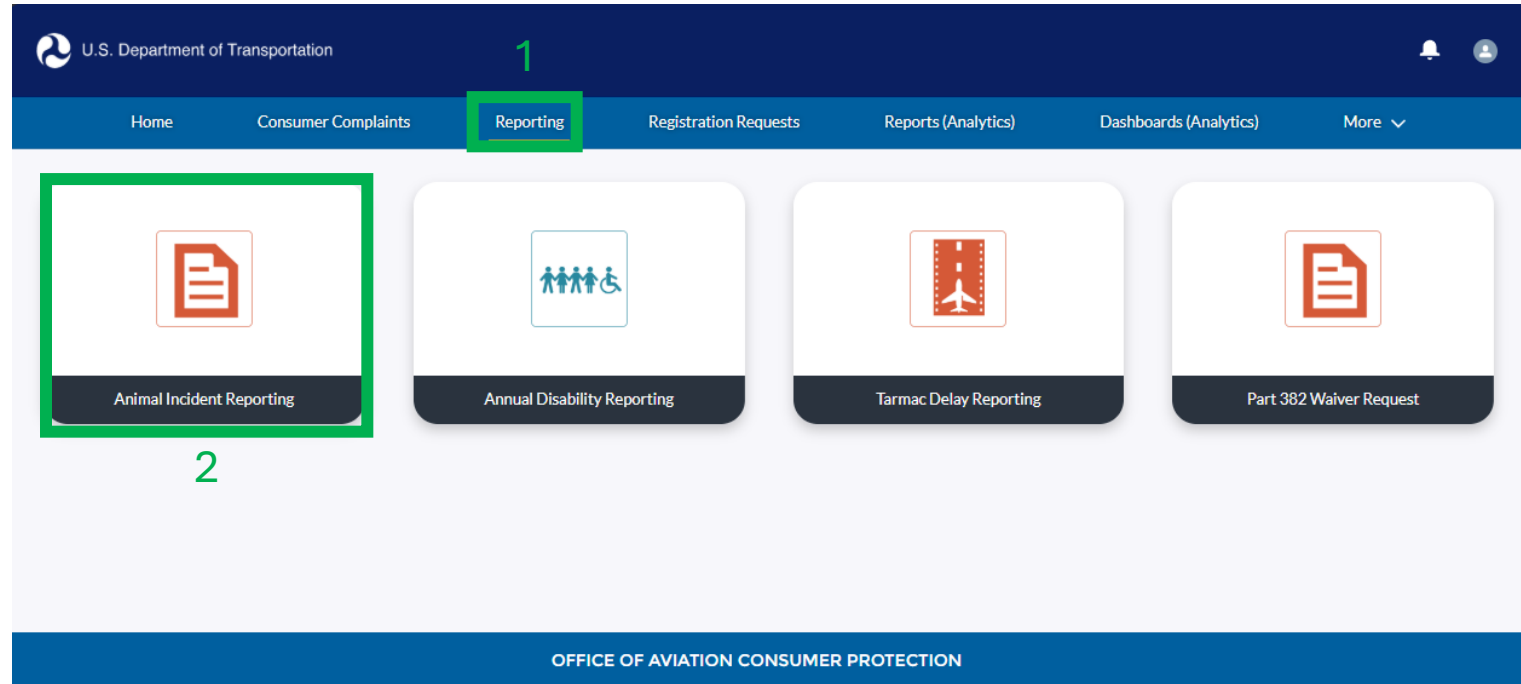 U.S. Department of Transportation
1
Home Consumer Complaints Reporting Registration Requests Reports (Analytics) Dashboards (Analytics) More
Animal Incident Reporting Annual Disability Reporting Tarmac Delay Reporting Part 382 Waiver Request
2
OFFICE OF AVIATION CONSUMER PROTECTION